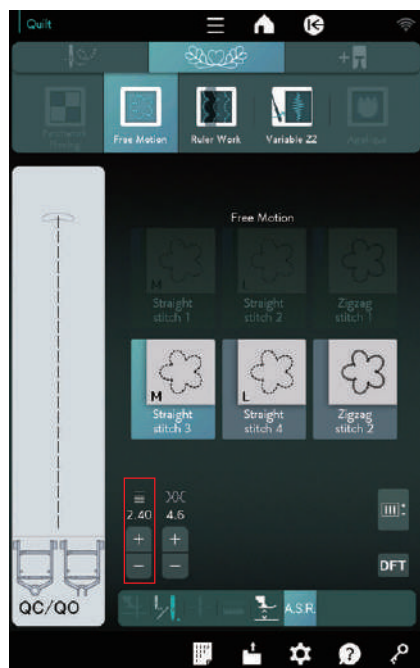 Quilt
Patchwork
Piecing
Free Motion
Ruler Work
Variable ZZ
Applique
Free Motion
M
L
Straight
stitch 1
Straight
stitch 2
Zigzag
stitch 1
M
L
Straight
stitch 3
Straight
stitch 4
Zigzag
stitch 2
2.40
4.6
+
+
−
−
DFT
QC/QO
A.S.R.
?